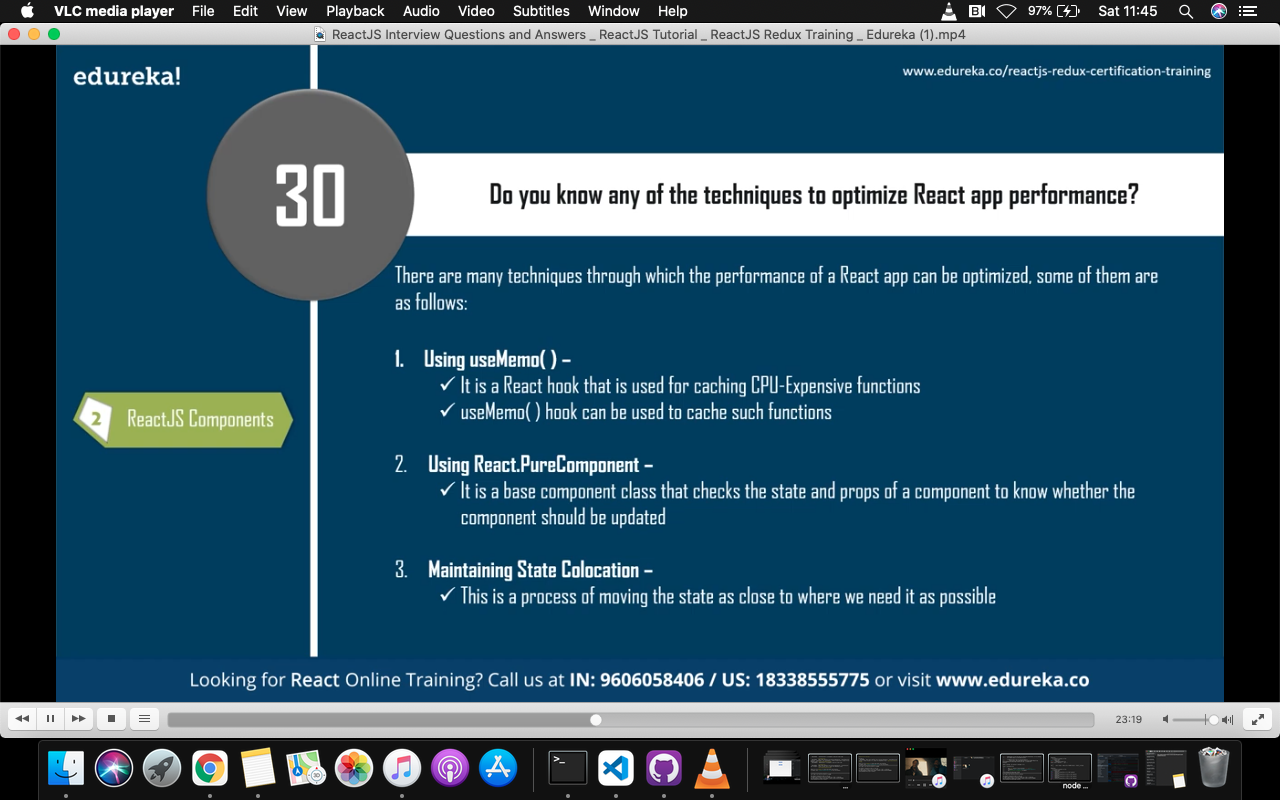 VLC media player File Edit View Playback Audio Video Subtitles Window Help 97% Sat 11:45
ReactJS Interview Questions and Answers _ ReactJS Tutorial _ ReactJS Redux Training _ Edureka (1).mp4
edureka!
www.edureka.co/reactjs-redux-certification-training
30
Do you know any of the techniques to optimize React app performance?
There are many techniques through which the performance of a React app can be optimized, some of them are
as follows:
1. Using useMemo( ) –
✓ It is a React hook that is used for caching CPU-Expensive functions
✓ useMemo( ) hook can be used to cache such functions
2 ReactJS Components
2. Using React.PureComponent –
✓ It is a base component class that checks the state and props of a component to know whether the
component should be updated
3. Maintaining State Colocation –
✓ This is a process of moving the state as close to where we need it as possible
Looking for React Online Training? Call us at IN: 9606058406 / US: 18338555775 or visit www.edureka.co
23:19
>_
node ...